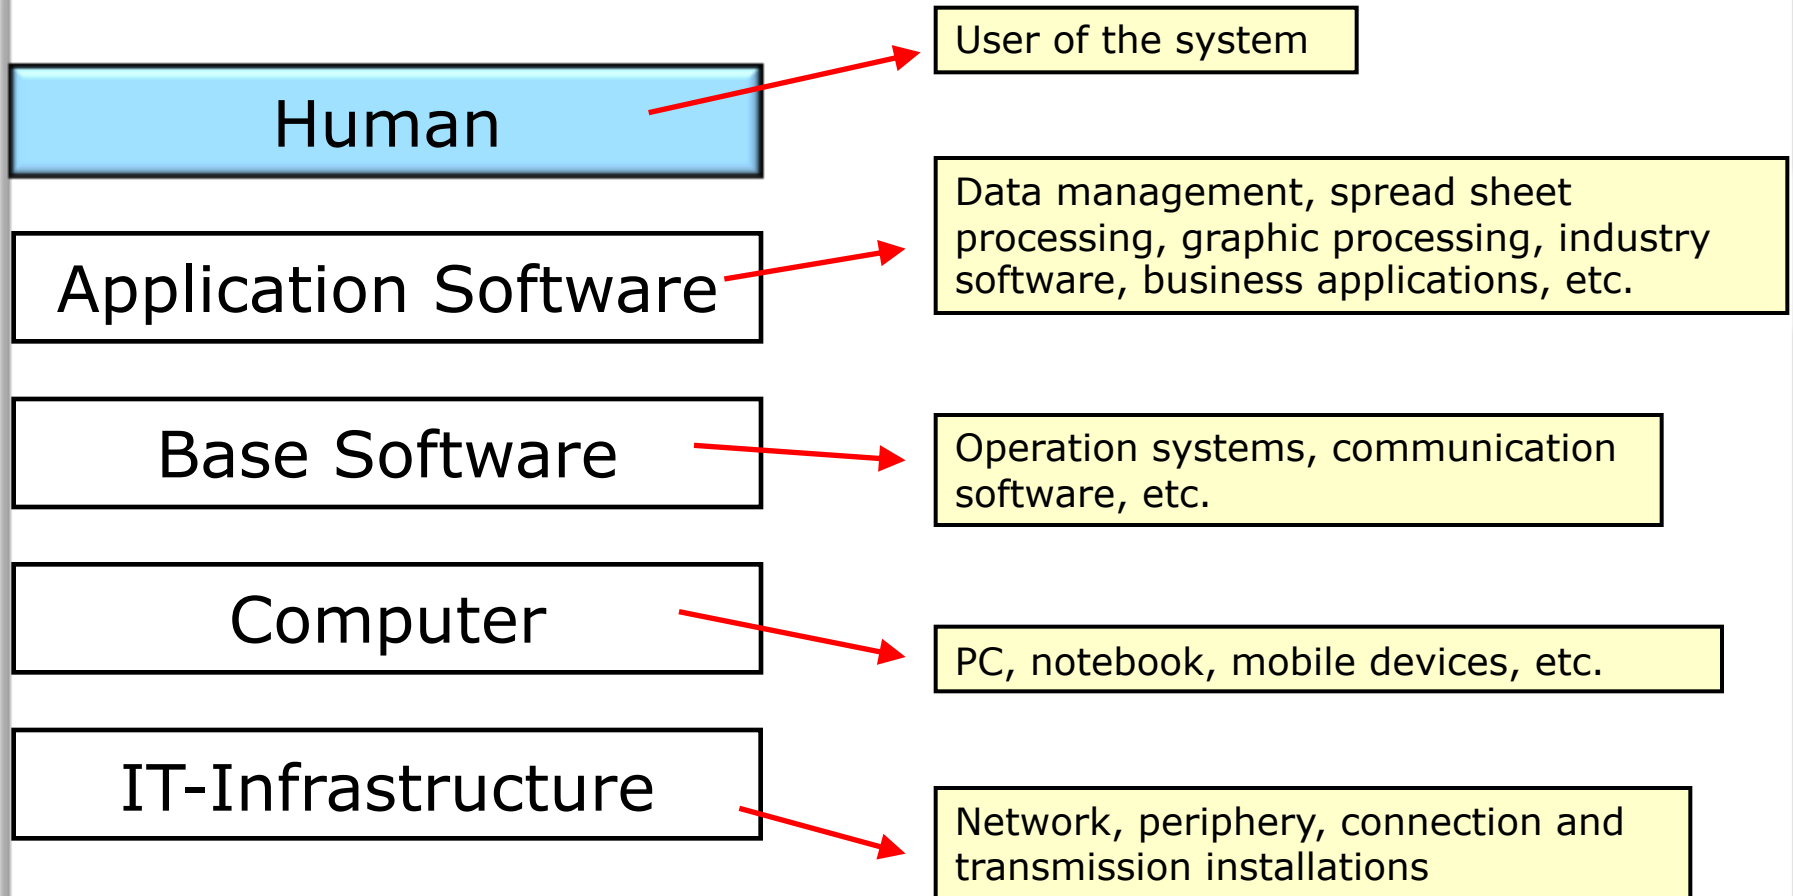 Human
User of the system
Application Software
Data management, spread sheet
processing, graphic processing, industry
software, business applications, etc.
Base Software
Operation systems, communication
software, etc.
Computer
PC, notebook, mobile devices, etc.
IT-Infrastructure
Network, periphery, connection and
transmission installations